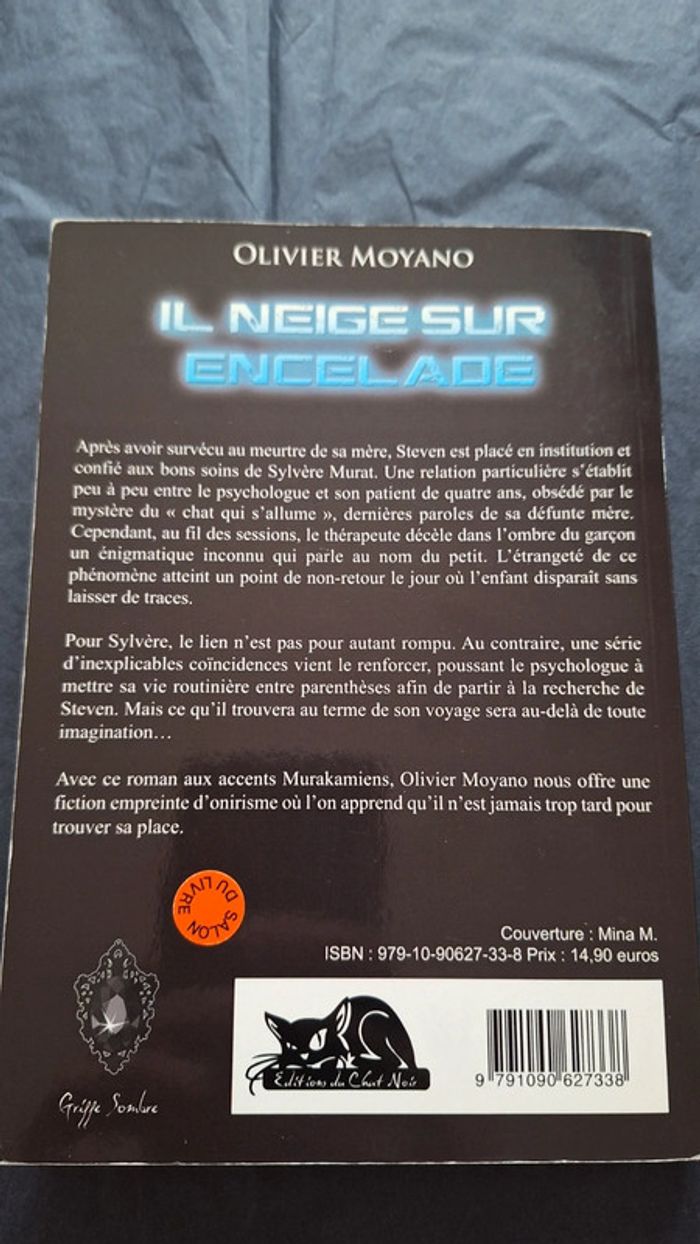 OLIVIER MOYANO
IL NEIGE SUR
ENCELADE
Après avoir survécu au meurtre de sa mère, Steven est placé en institution et
confié aux bons soins de Sylvère Murat. Une relation particulière s'établit
peu à peu entre le psychologue et son patient de quatre ans, obsédé par le
mystère du « chat qui s'allume », dernières paroles de sa défunte mère.
Cependant, au fil des sessions, le thérapeute décèle dans l'ombre du garçon
un énigmatique inconnu qui parle au nom du petit. L'étrangeté de ce
phénomène atteint un point de non-retour le jour où l'enfant disparaît sans
laisser de traces.
Pour Sylvère, le lien n'est pas pour autant rompu. Au contraire, une série
d'inexplicables coïncidences vient le renforcer, poussant le psychologue à
mettre sa vie routinière entre parenthèses afin de partir à la recherche de
Steven. Mais ce qu'il trouvera au terme de son voyage sera au-delà de toute
imagination…
Avec ce roman aux accents Murakamiens, Olivier Moyano nous offre une
fiction empreinte d'onirisme où l'on apprend qu'il n'est jamais trop tard pour
trouver sa place.
SALON
DU LIVRE
Couverture : Mina M.
ISBN : 979-10-90627-33-8 Prix : 14,90 euros
Griffe Sombre
Editions du Chat Noir
9 791090 627338